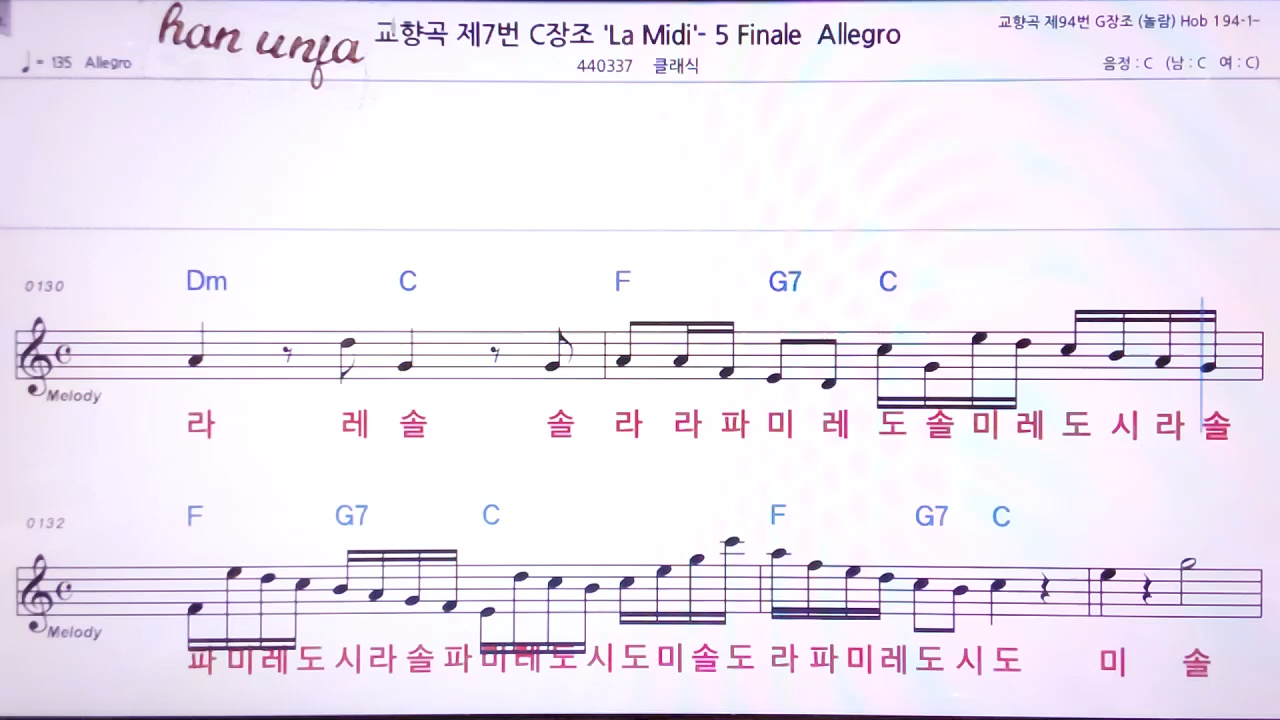 han unfa
교향곡 제7번 C장조 'La Midi'- 5 Finale Allegro
교향곡 제94번 G장조 (놀람) Hob 1 94-1-
♩ = 135 Allegro
440337 클래식
음정 : C (남 : C 여 : C)
0130 Dm C F G7 C
Melody
라 레 솔 솔 라 라 파 미 레 도 솔 미 레 도 시 라 솔
0132 F G7 C F G7 C
Melody
파 미 레 도 시 라 솔 파 미 레 도 시 도 미 솔 도 라 파 미 레 도 시 도 미 솔